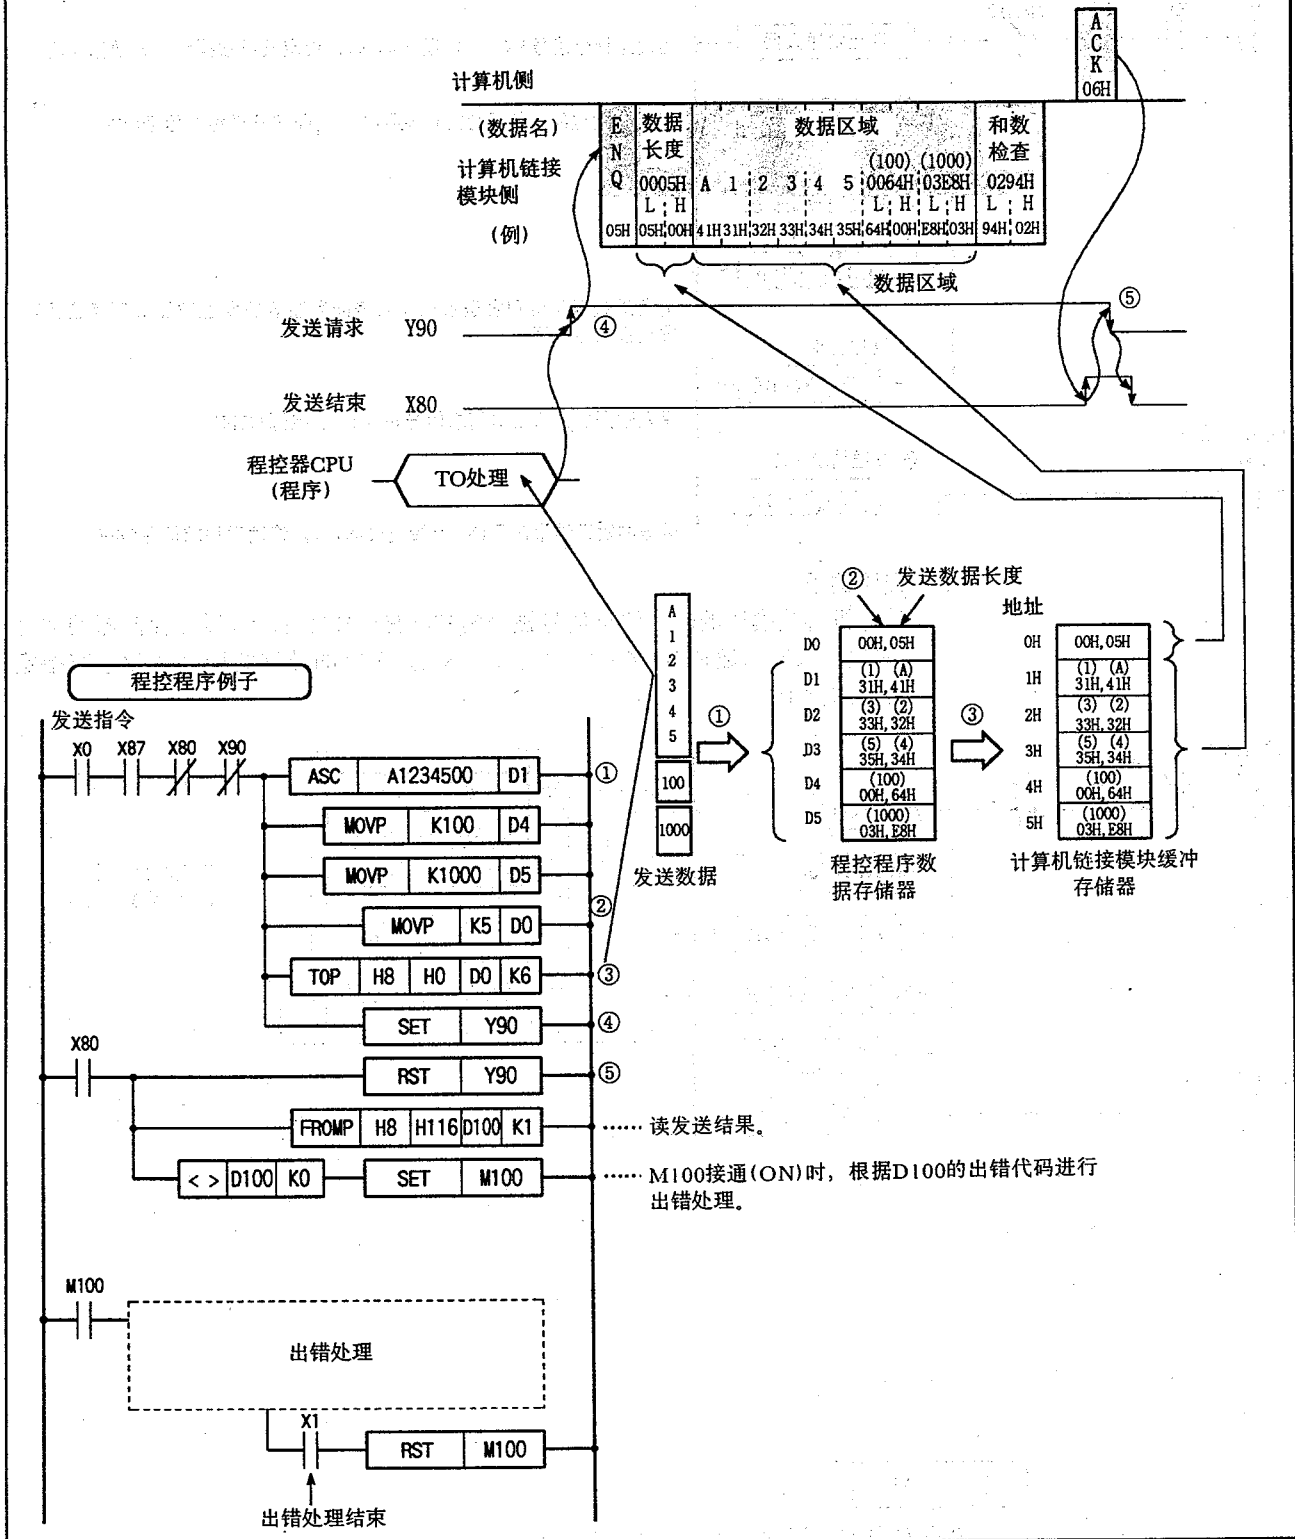 A
C
K
06H
计算机侧
(数据名)
计算机链接
模块侧
(例)
E
N
Q
05H
数据
长度
0005H
L H
05H 00H
数据区域
(100) (1000)
A 1 2 3 4 5 0064H 03E8H
L H L H
41H 31H 32H 33H 34H 35H 64H 00H E8H 03H
和数
检查
0294H
L H
94H 02H
数据区域
发送请求 Y90
④
⑤
发送结束 X80
程控器CPU
(程序)
TO处理
② 发送数据长度
地址
A
1
2
3
4
5
100
1000
发送数据
①
D0 00H, 05H
D1 (1) (A)
31H, 41H
D2 (3) (2)
33H, 32H
D3 (5) (4)
35H, 34H
D4 (100)
00H, 64H
D5 (1000)
03H, E8H
程控程序数
据存储器
③
0H 00H, 05H
1H (1) (A)
31H, 41H
2H (3) (2)
33H, 32H
3H (5) (4)
35H, 34H
4H (100)
00H, 64H
5H (1000)
03H, E8H
计算机链接模块缓冲
存储器
程控程序例子
发送指令
X0 X87 X80 X90
ASC A1234500 D1 ①
MOVP K100 D4
MOVP K1000 D5
②
MOVP K5 D0
TOP H8 H0 D0 K6 ③
SET Y90 ④
X80
RST Y90 ⑤
FROMP H8 H116 D100 K1 …… 读发送结果。
< > D100 K0 SET M100 …… M100接通(ON)时，根据D100的出错代码进行
出错处理。
M100
出错处理
X1
RST M100
出错处理结束